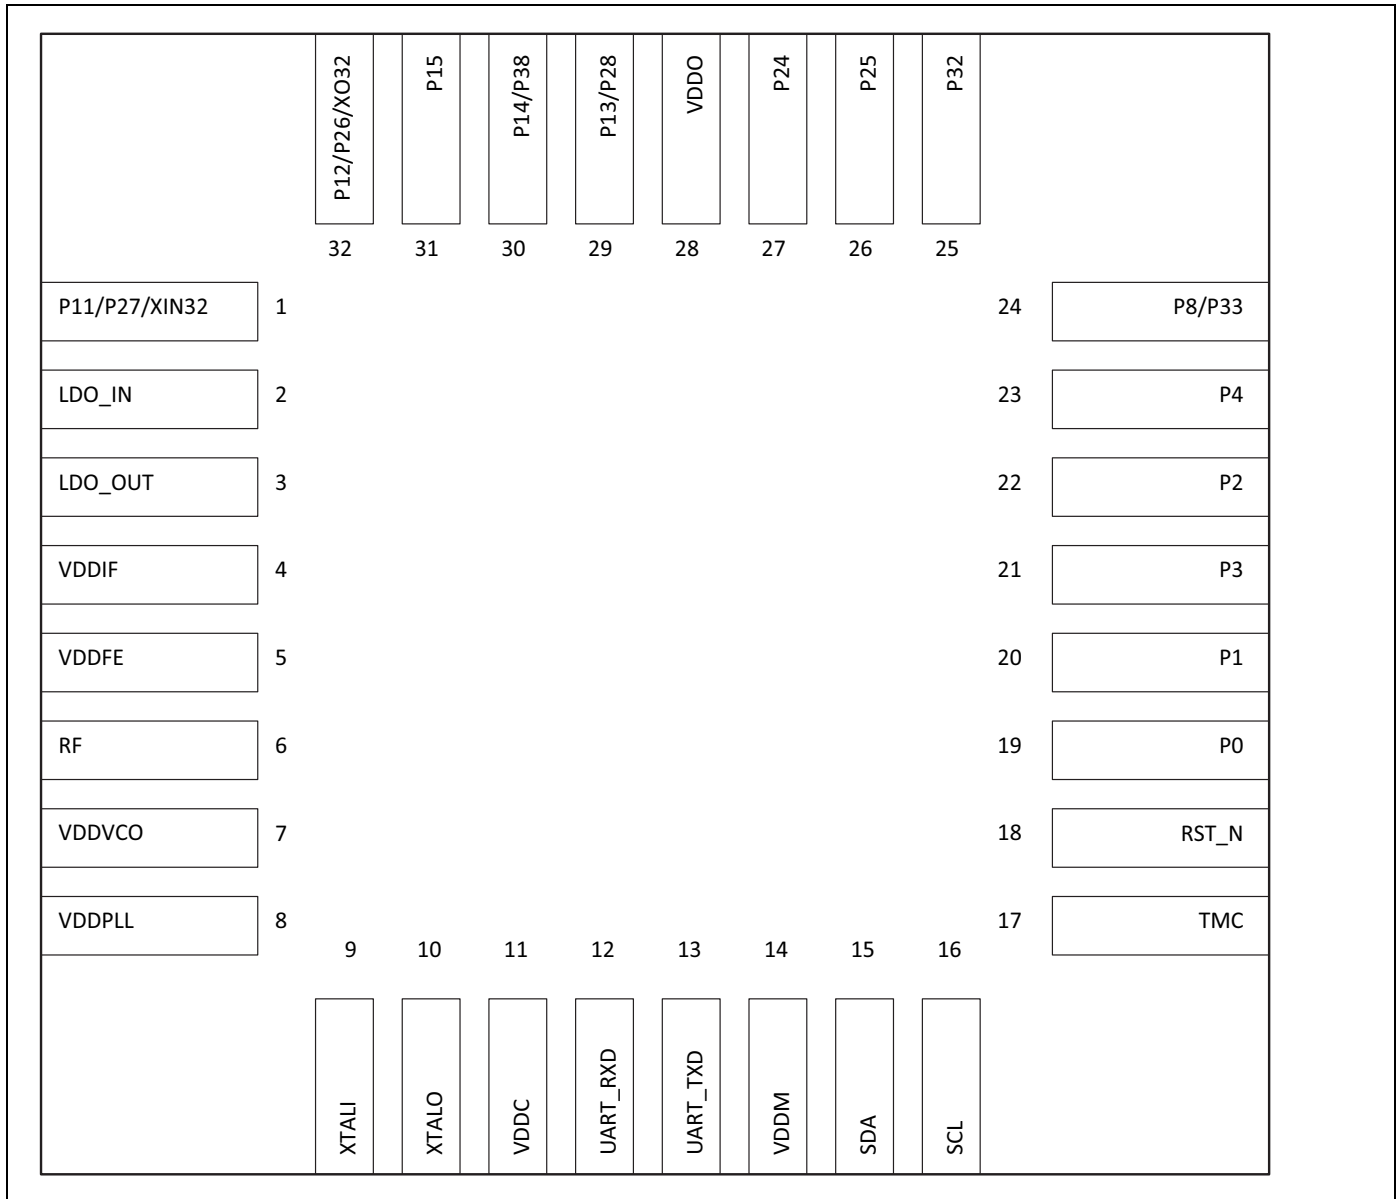 P12/P26/XO32
P15
P14/P38
P13/P28
VDDO
P24
P25
P32
32 31 30 29 28 27 26 25
P11/P27/XIN32 1 24 P8/P33
LDO_IN 2 23 P4
LDO_OUT 3 22 P2
VDDIF 4 21 P3
VDDFE 5 20 P1
RF 6 19 P0
VDDVCO 7 18 RST_N
VDDPLL 8 17 TMC
9 10 11 12 13 14 15 16
XTALI
XTALO
VDDC
UART_RXD
UART_TXD
VDDM
SDA
SCL